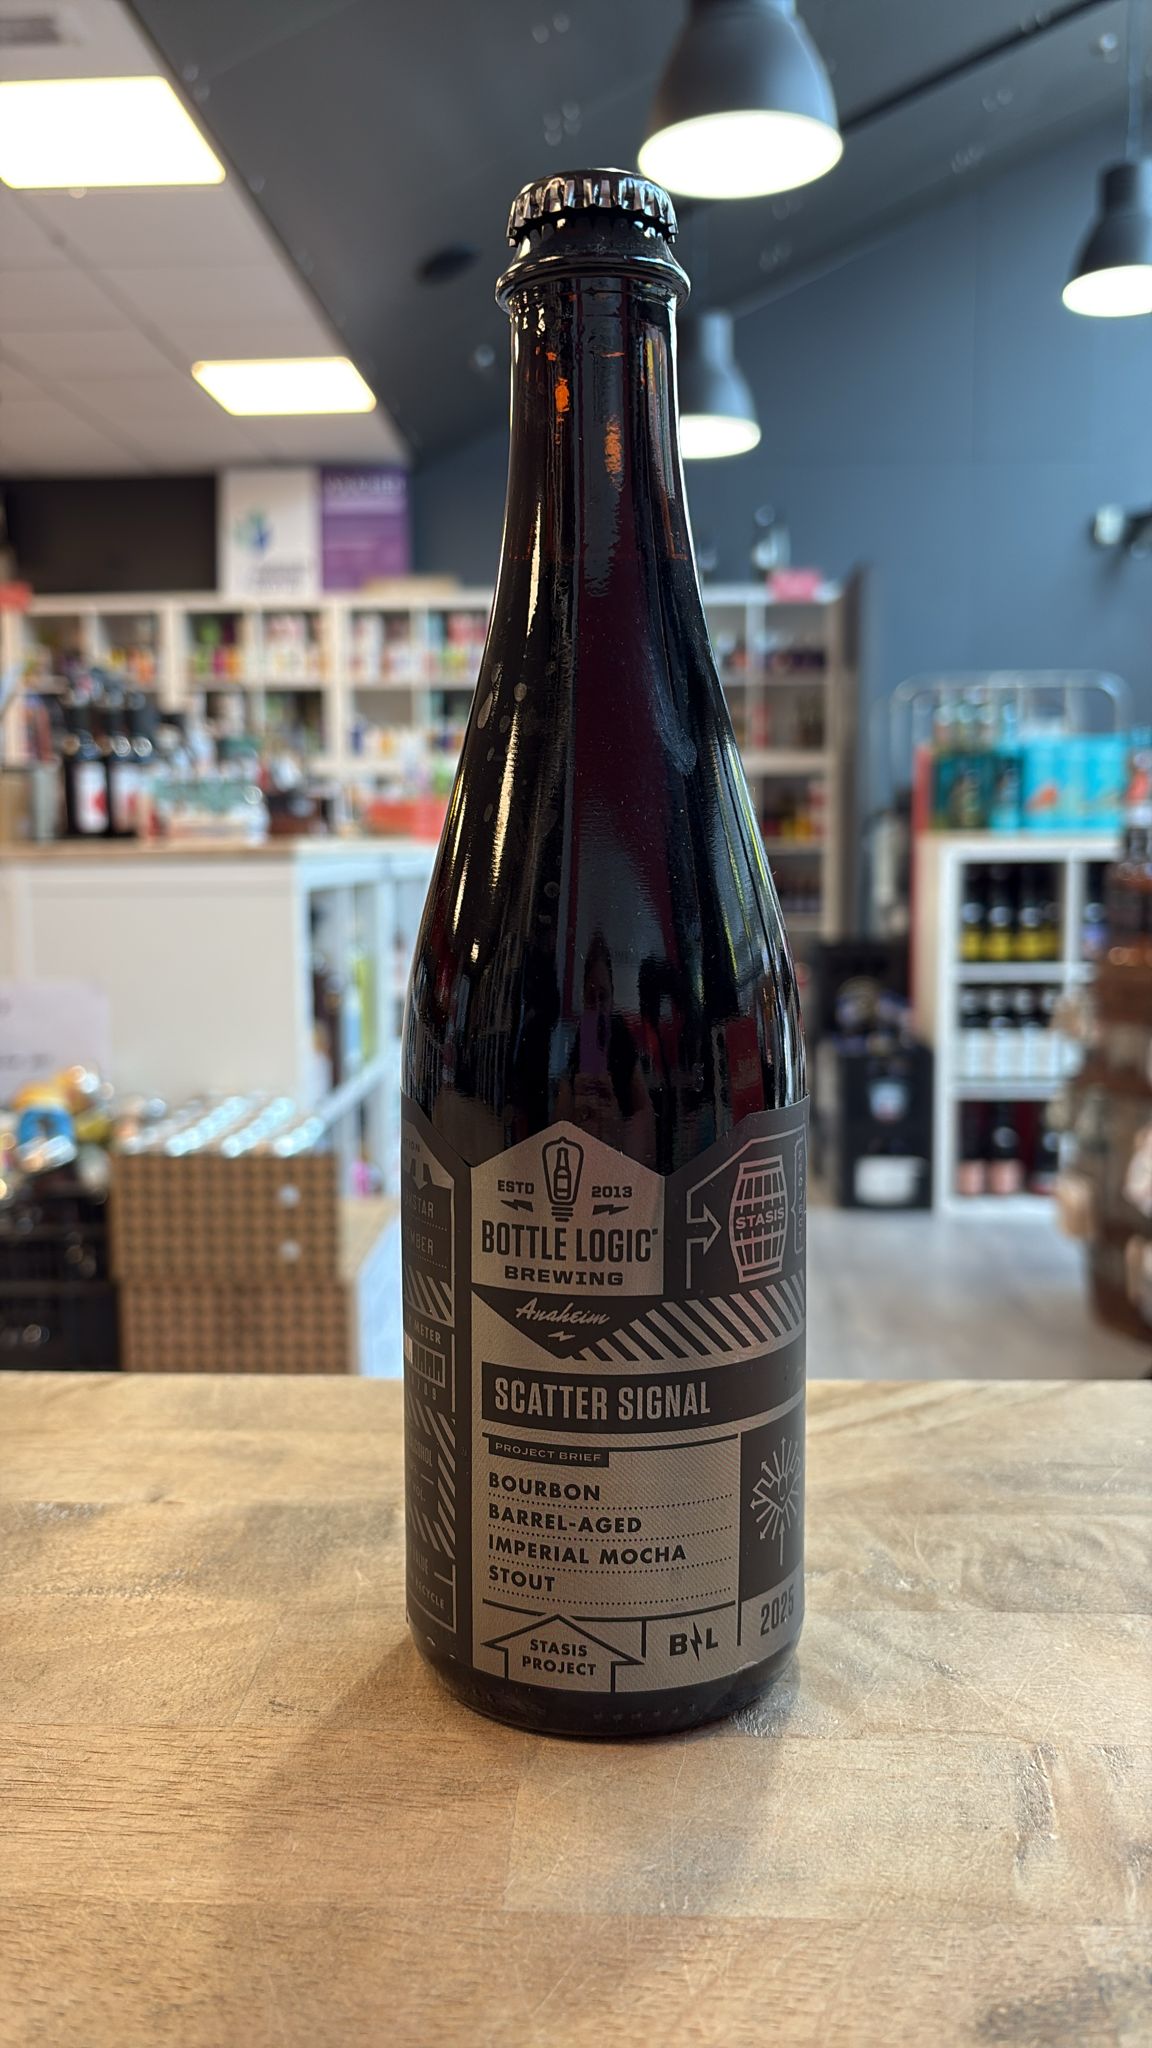 ESTD 2013
BOTTLE LOGIC
BREWING
Anaheim
STASIS
SCATTER SIGNAL
PROJECT BRIEF
BOURBON
BARREL-AGED
IMPERIAL MOCHA
STOUT
STASIS
PROJECT
B L
2025
METER